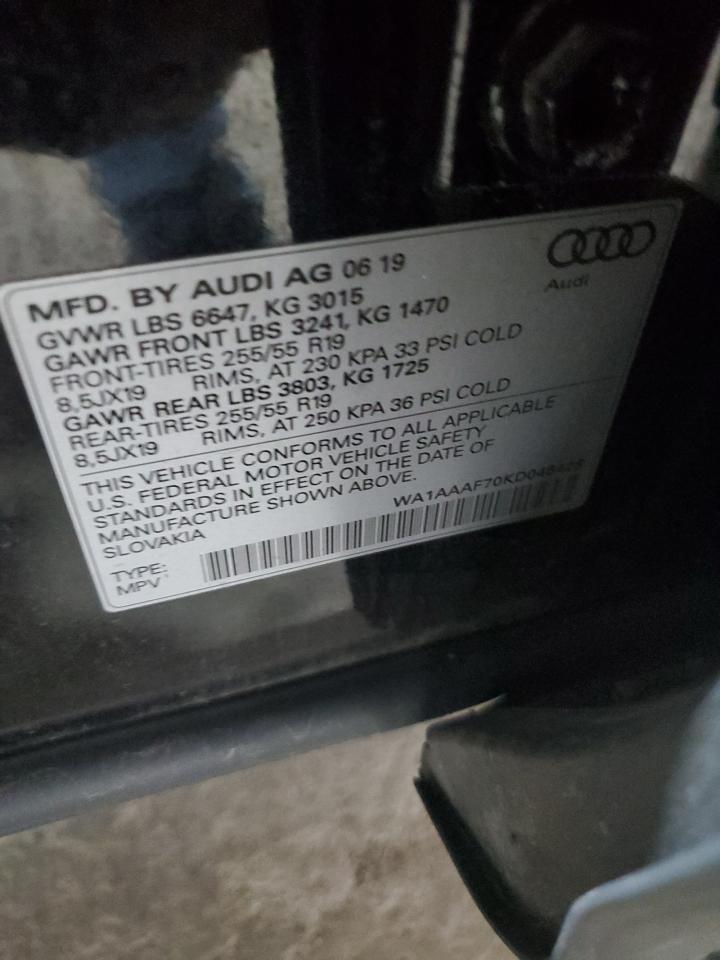 MFD. BY AUDI AG 06 19
Audi
GVWR LBS 6647, KG 3015
GAWR FRONT LBS 3241, KG 1470
FRONT-TIRES 255/55 R19
8,5JX19 RIMS, AT 230 KPA 33 PSI COLD
GAWR REAR LBS 3803, KG 1725
REAR-TIRES 255/55 R19
8,5JX19 RIMS, AT 250 KPA 36 PSI COLD
THIS VEHICLE CONFORMS TO ALL APPLICABLE
U.S. FEDERAL MOTOR VEHICLE SAFETY
STANDARDS IN EFFECT ON THE DATE OF
MANUFACTURE SHOWN ABOVE.
SLOVAKIA
TYPE:
MPV